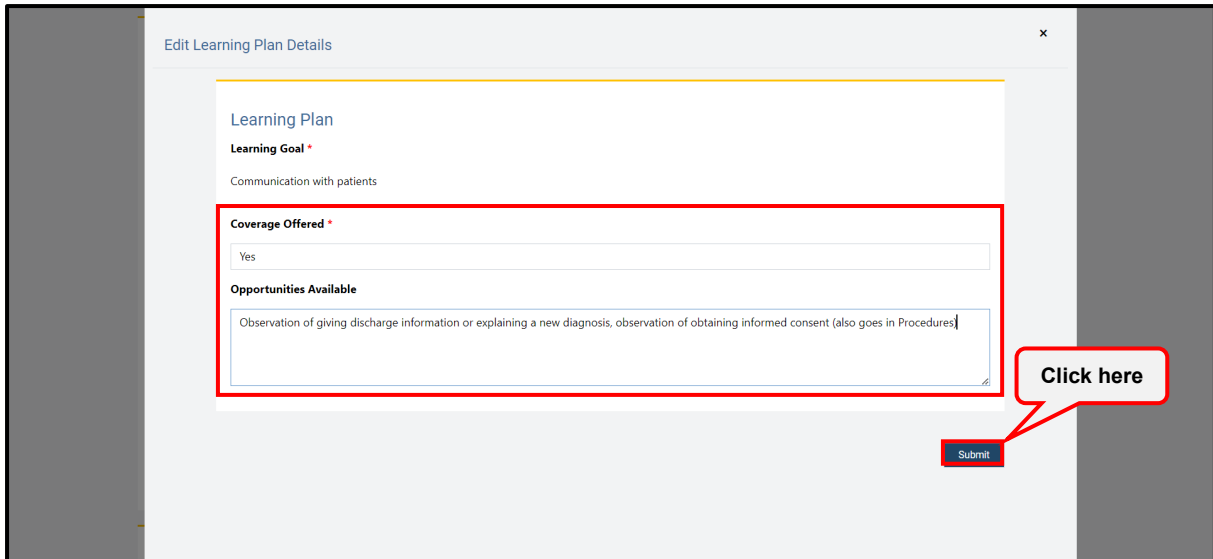 Edit Learning Plan Details
×
Learning Plan
Learning Goal *
Communication with patients
Coverage Offered *
Yes
Opportunities Available
Observation of giving discharge information or explaining a new diagnosis, observation of obtaining informed consent (also goes in Procedures)
Click here
Submit